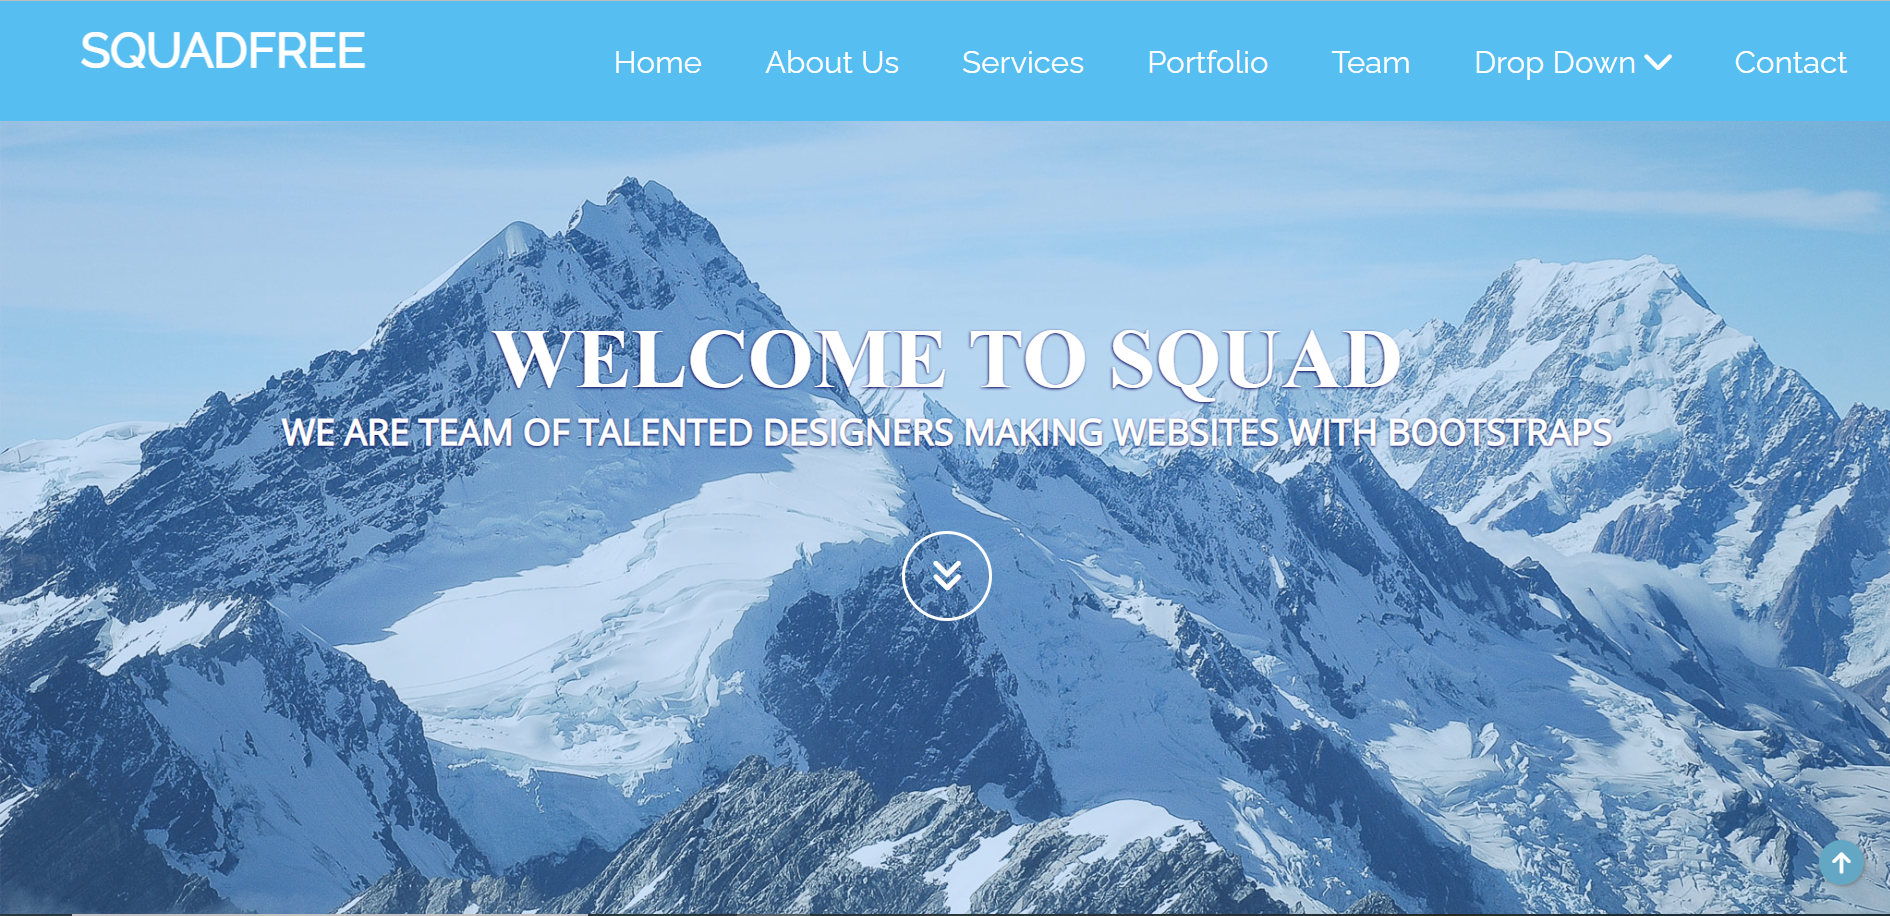 SQUADFREE
Home About Us Services Portfolio Team Drop Down Contact
WELCOME TO SQUAD
WE ARE TEAM OF TALENTED DESIGNERS MAKING WEBSITES WITH BOOTSTRAPS